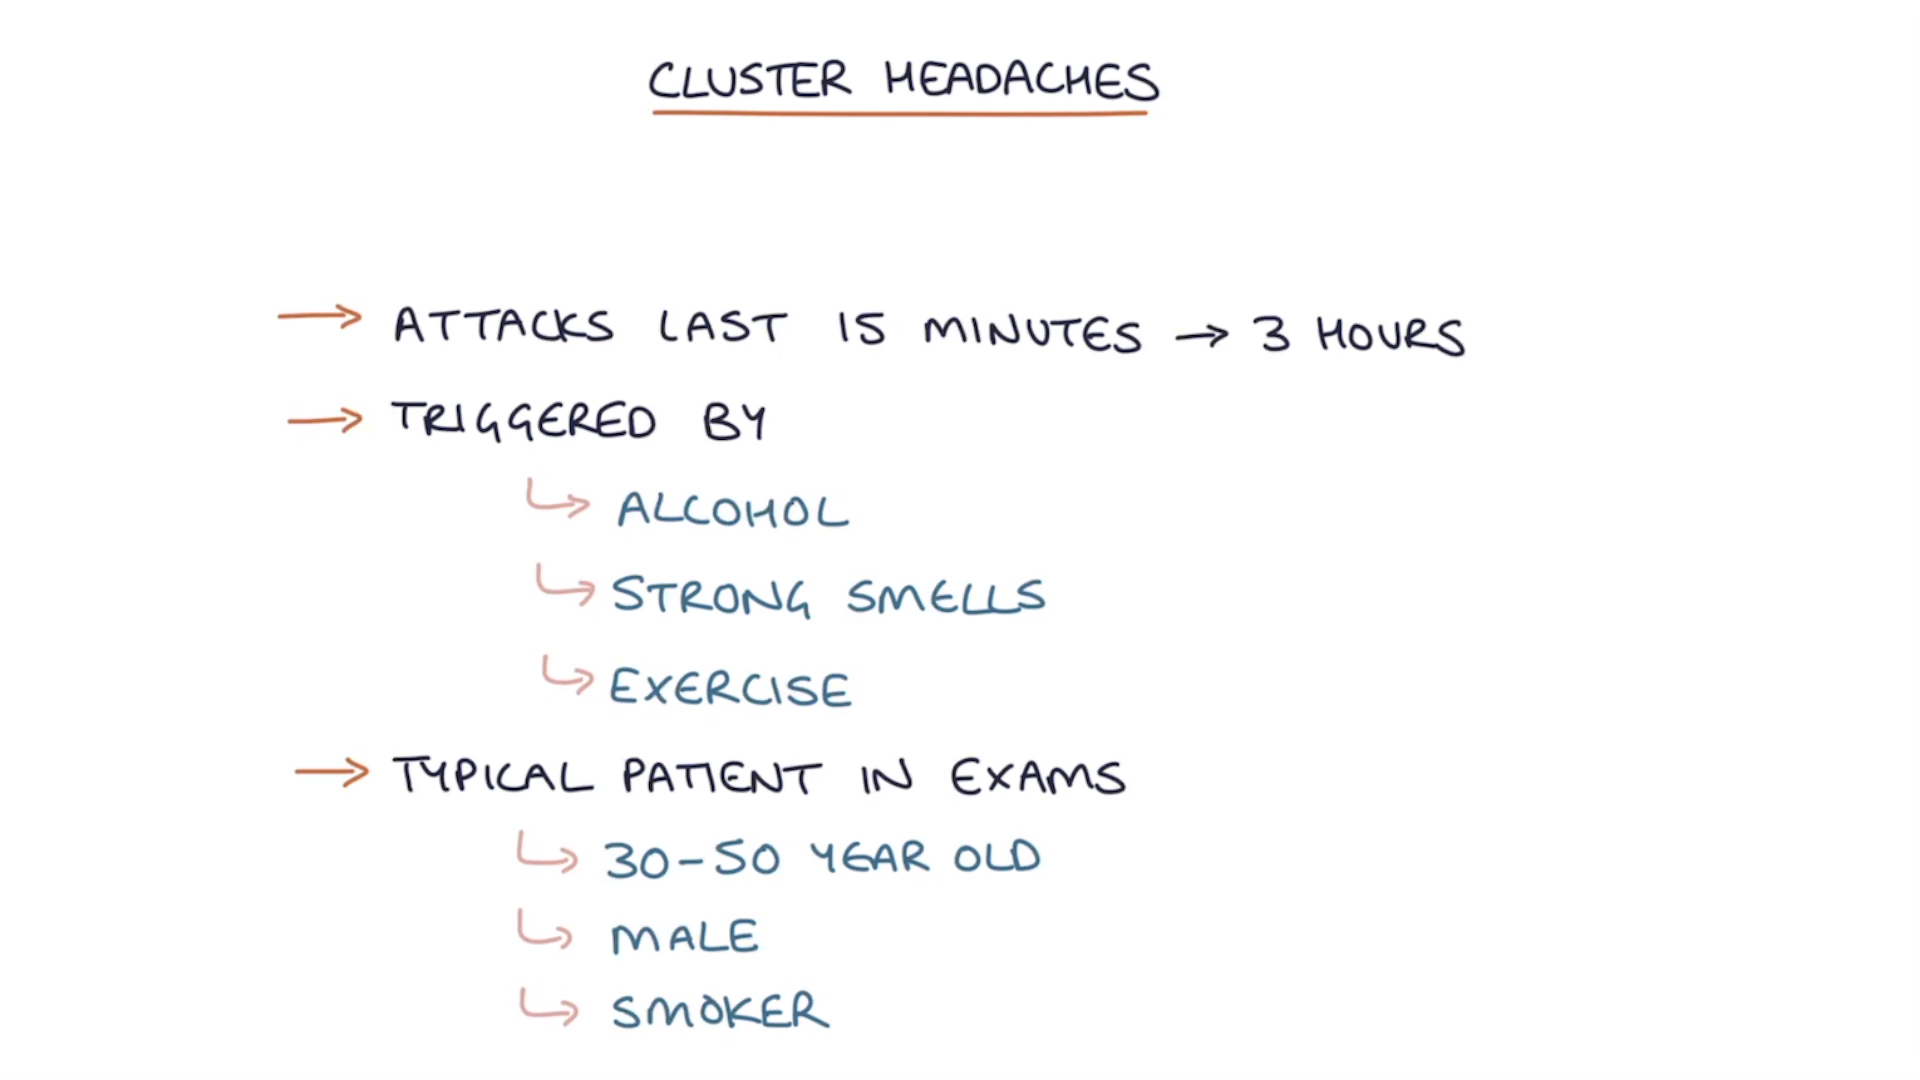 CLUSTER HEADACHES
→ ATTACKS LAST 15 MINUTES → 3 HOURS
→ TRIGGERED BY
↳ ALCOHOL
↳ STRONG SMELLS
↳ EXERCISE
→ TYPICAL PATIENT IN EXAMS
↳ 30-50 YEAR OLD
↳ MALE
↳ SMOKER